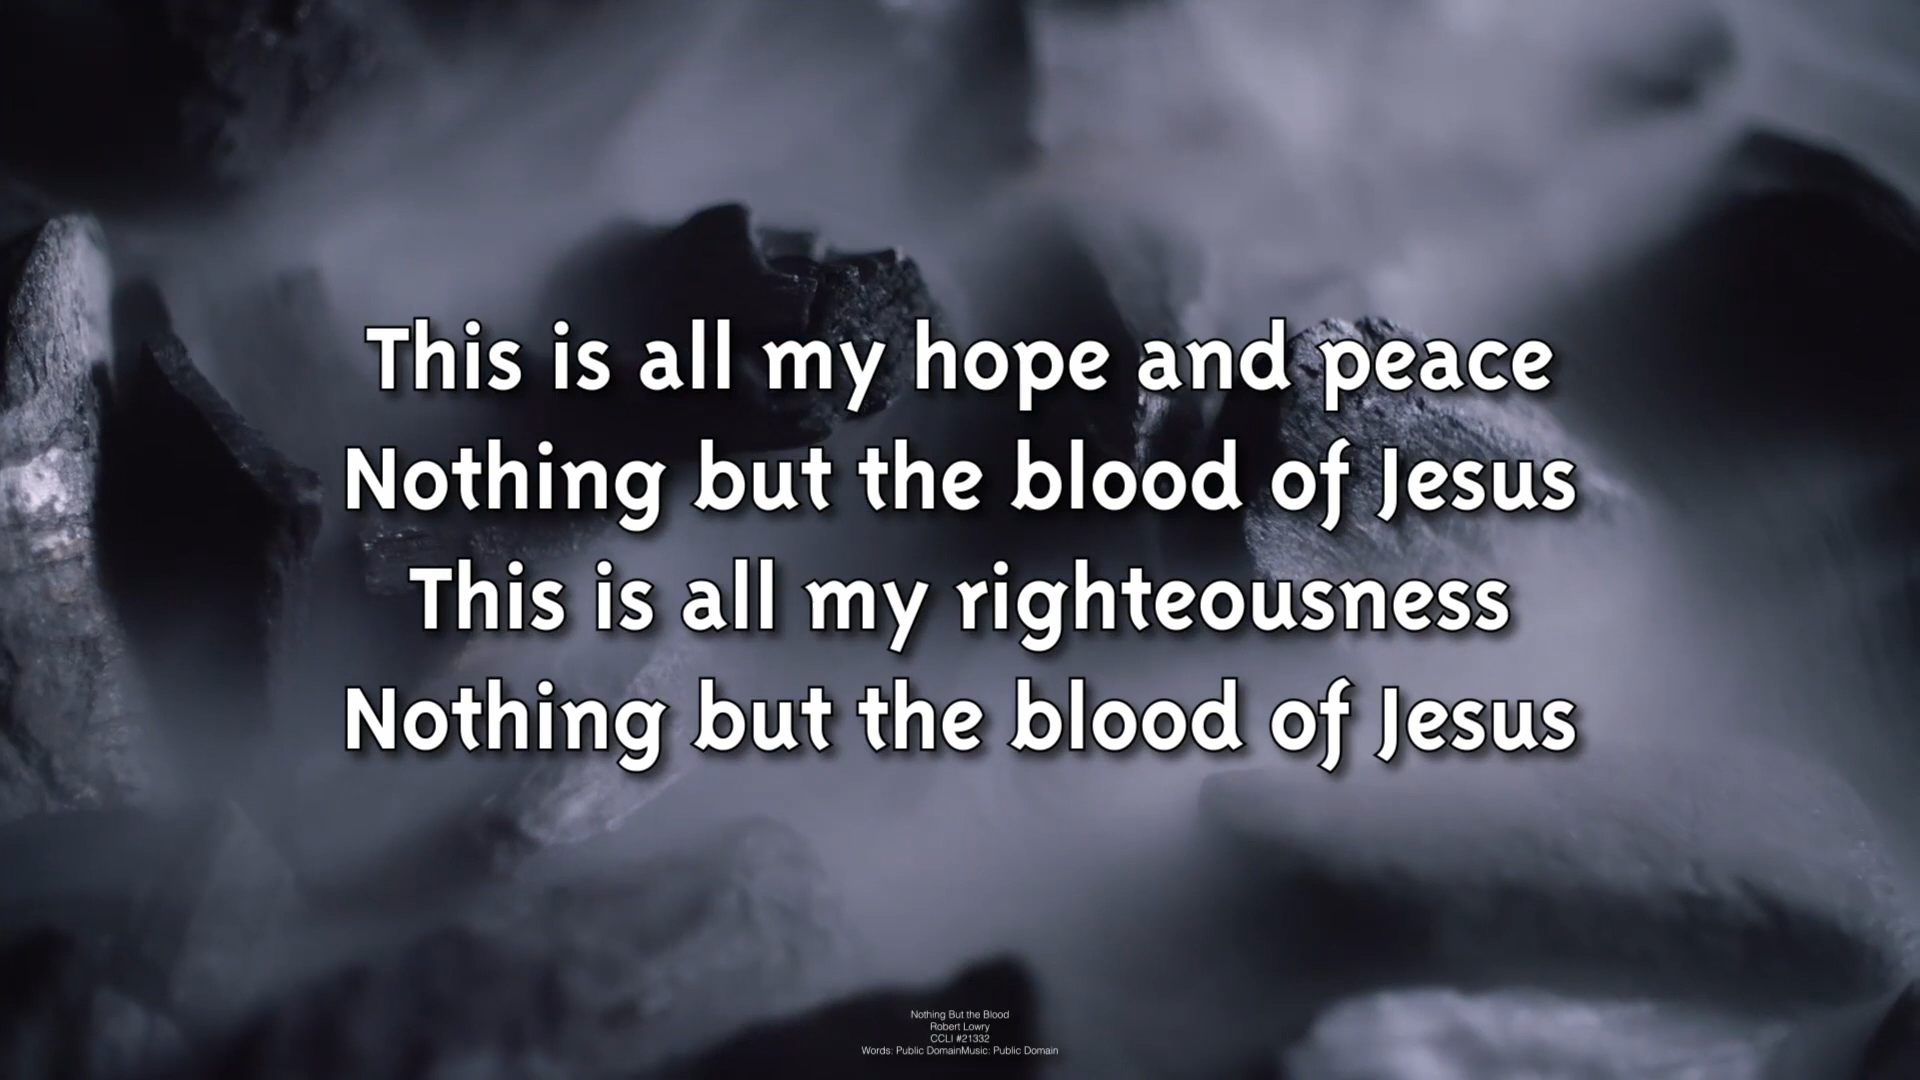 This is all my hope and peace
Nothing but the blood of Jesus
This is all my righteousness
Nothing but the blood of Jesus
Nothing But the Blood
Robert Lowry
CCLI #21332
Words: Public DomainMusic: Public Domain